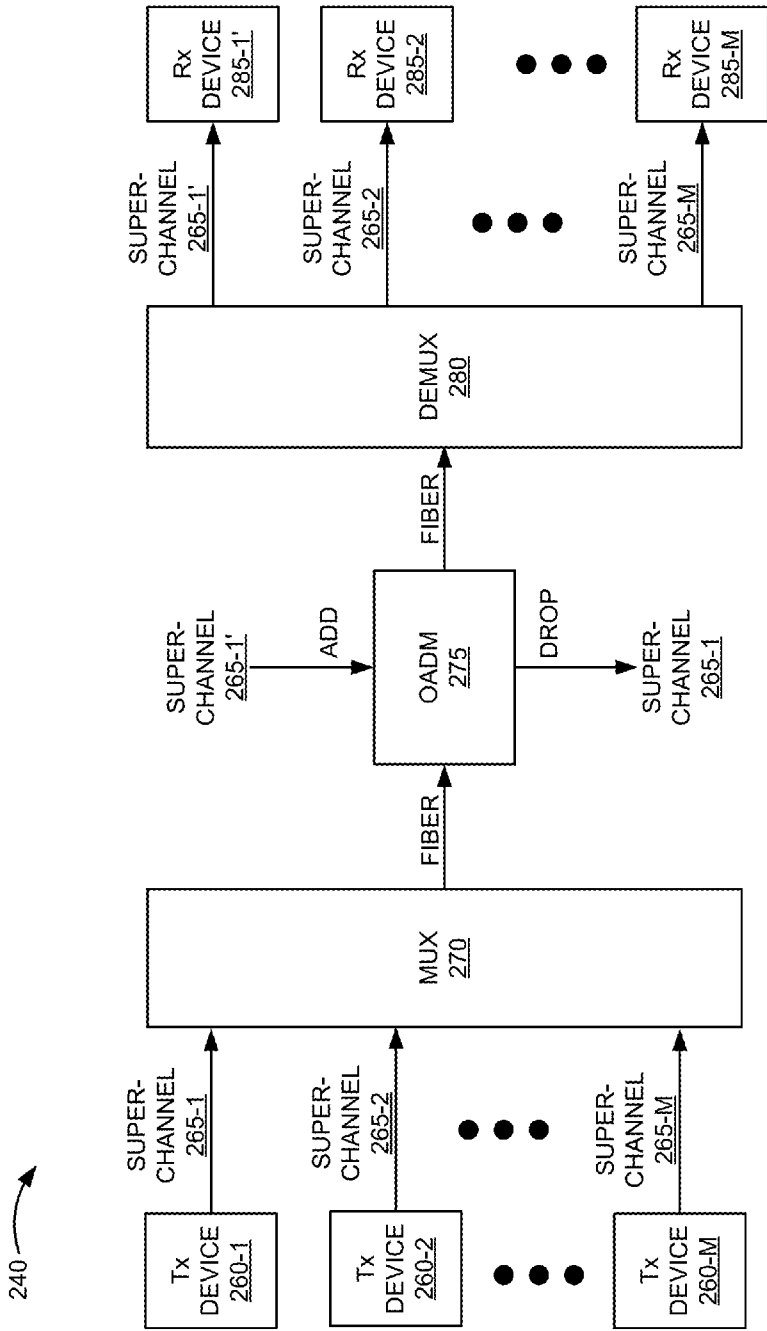 240
Tx
DEVICE
260-1
Tx
DEVICE
260-2
Tx
DEVICE
260-M
SUPER-
CHANNEL
265-1
SUPER-
CHANNEL
265-2
SUPER-
CHANNEL
265-M
MUX
270
FIBER
SUPER-
CHANNEL
265-1'
ADD
OADM
275
DROP
SUPER-
CHANNEL
265-1
FIBER
DEMUX
280
SUPER-
CHANNEL
265-1'
SUPER-
CHANNEL
265-2
SUPER-
CHANNEL
265-M
Rx
DEVICE
285-1'
Rx
DEVICE
285-2
Rx
DEVICE
285-M